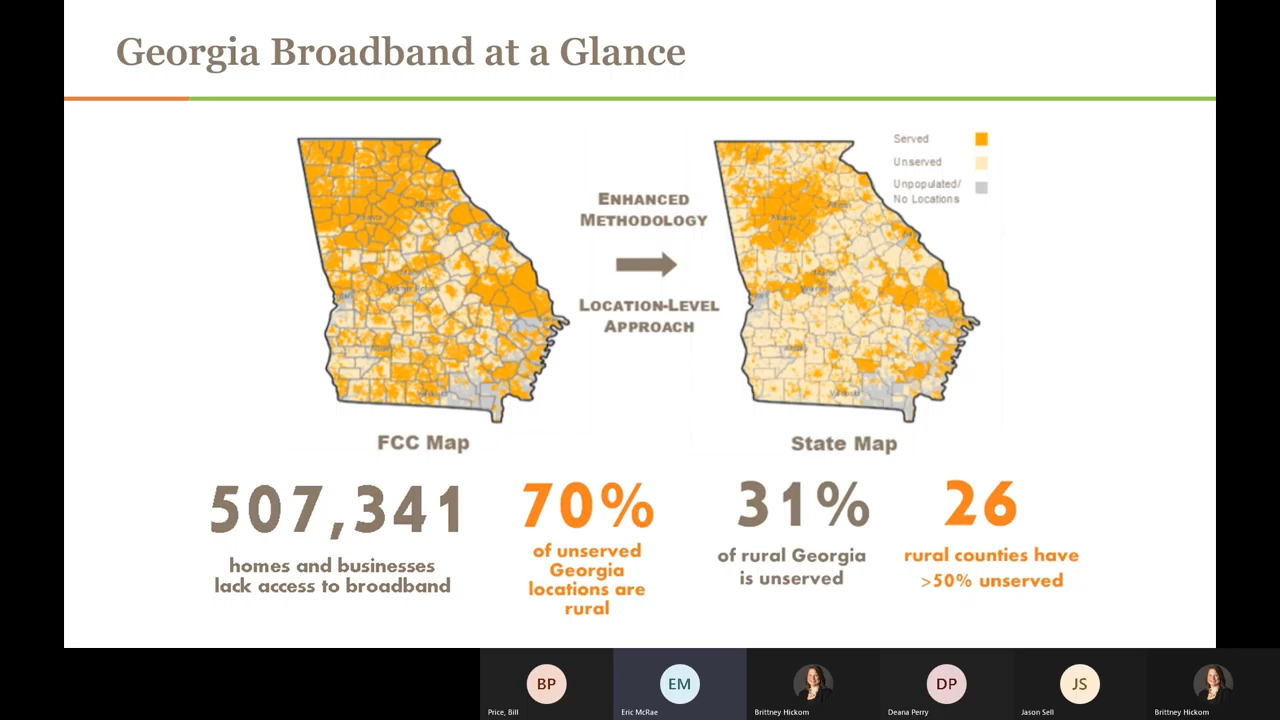 Georgia Broadband at a Glance
Served
Unserved
Unpopulated/
No Locations
ENHANCED
METHODOLOGY
LOCATION-LEVEL
APPROACH
FCC Map
State Map
507,341
homes and businesses
lack access to broadband
70%
of unserved
Georgia
locations are
rural
31%
of rural Georgia
is unserved
26
rural counties have
>50% unserved
BP
Price, Bill
EM
Eric McRae
Brittney Hickom
DP
Deana Perry
JS
Jason Sell
Brittney Hickom